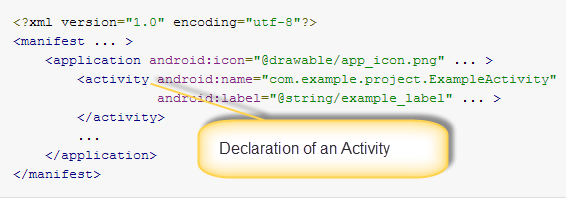 <?xml version="1.0" encoding="utf-8"?>
<manifest ... >
    <application android:icon="@drawable/app_icon.png" ... >
        <activity android:name="com.example.project.ExampleActivity"
                  android:label="@string/example_label" ... >
        </activity>
        ...
    </application>
</manifest>
Declaration of an Activity